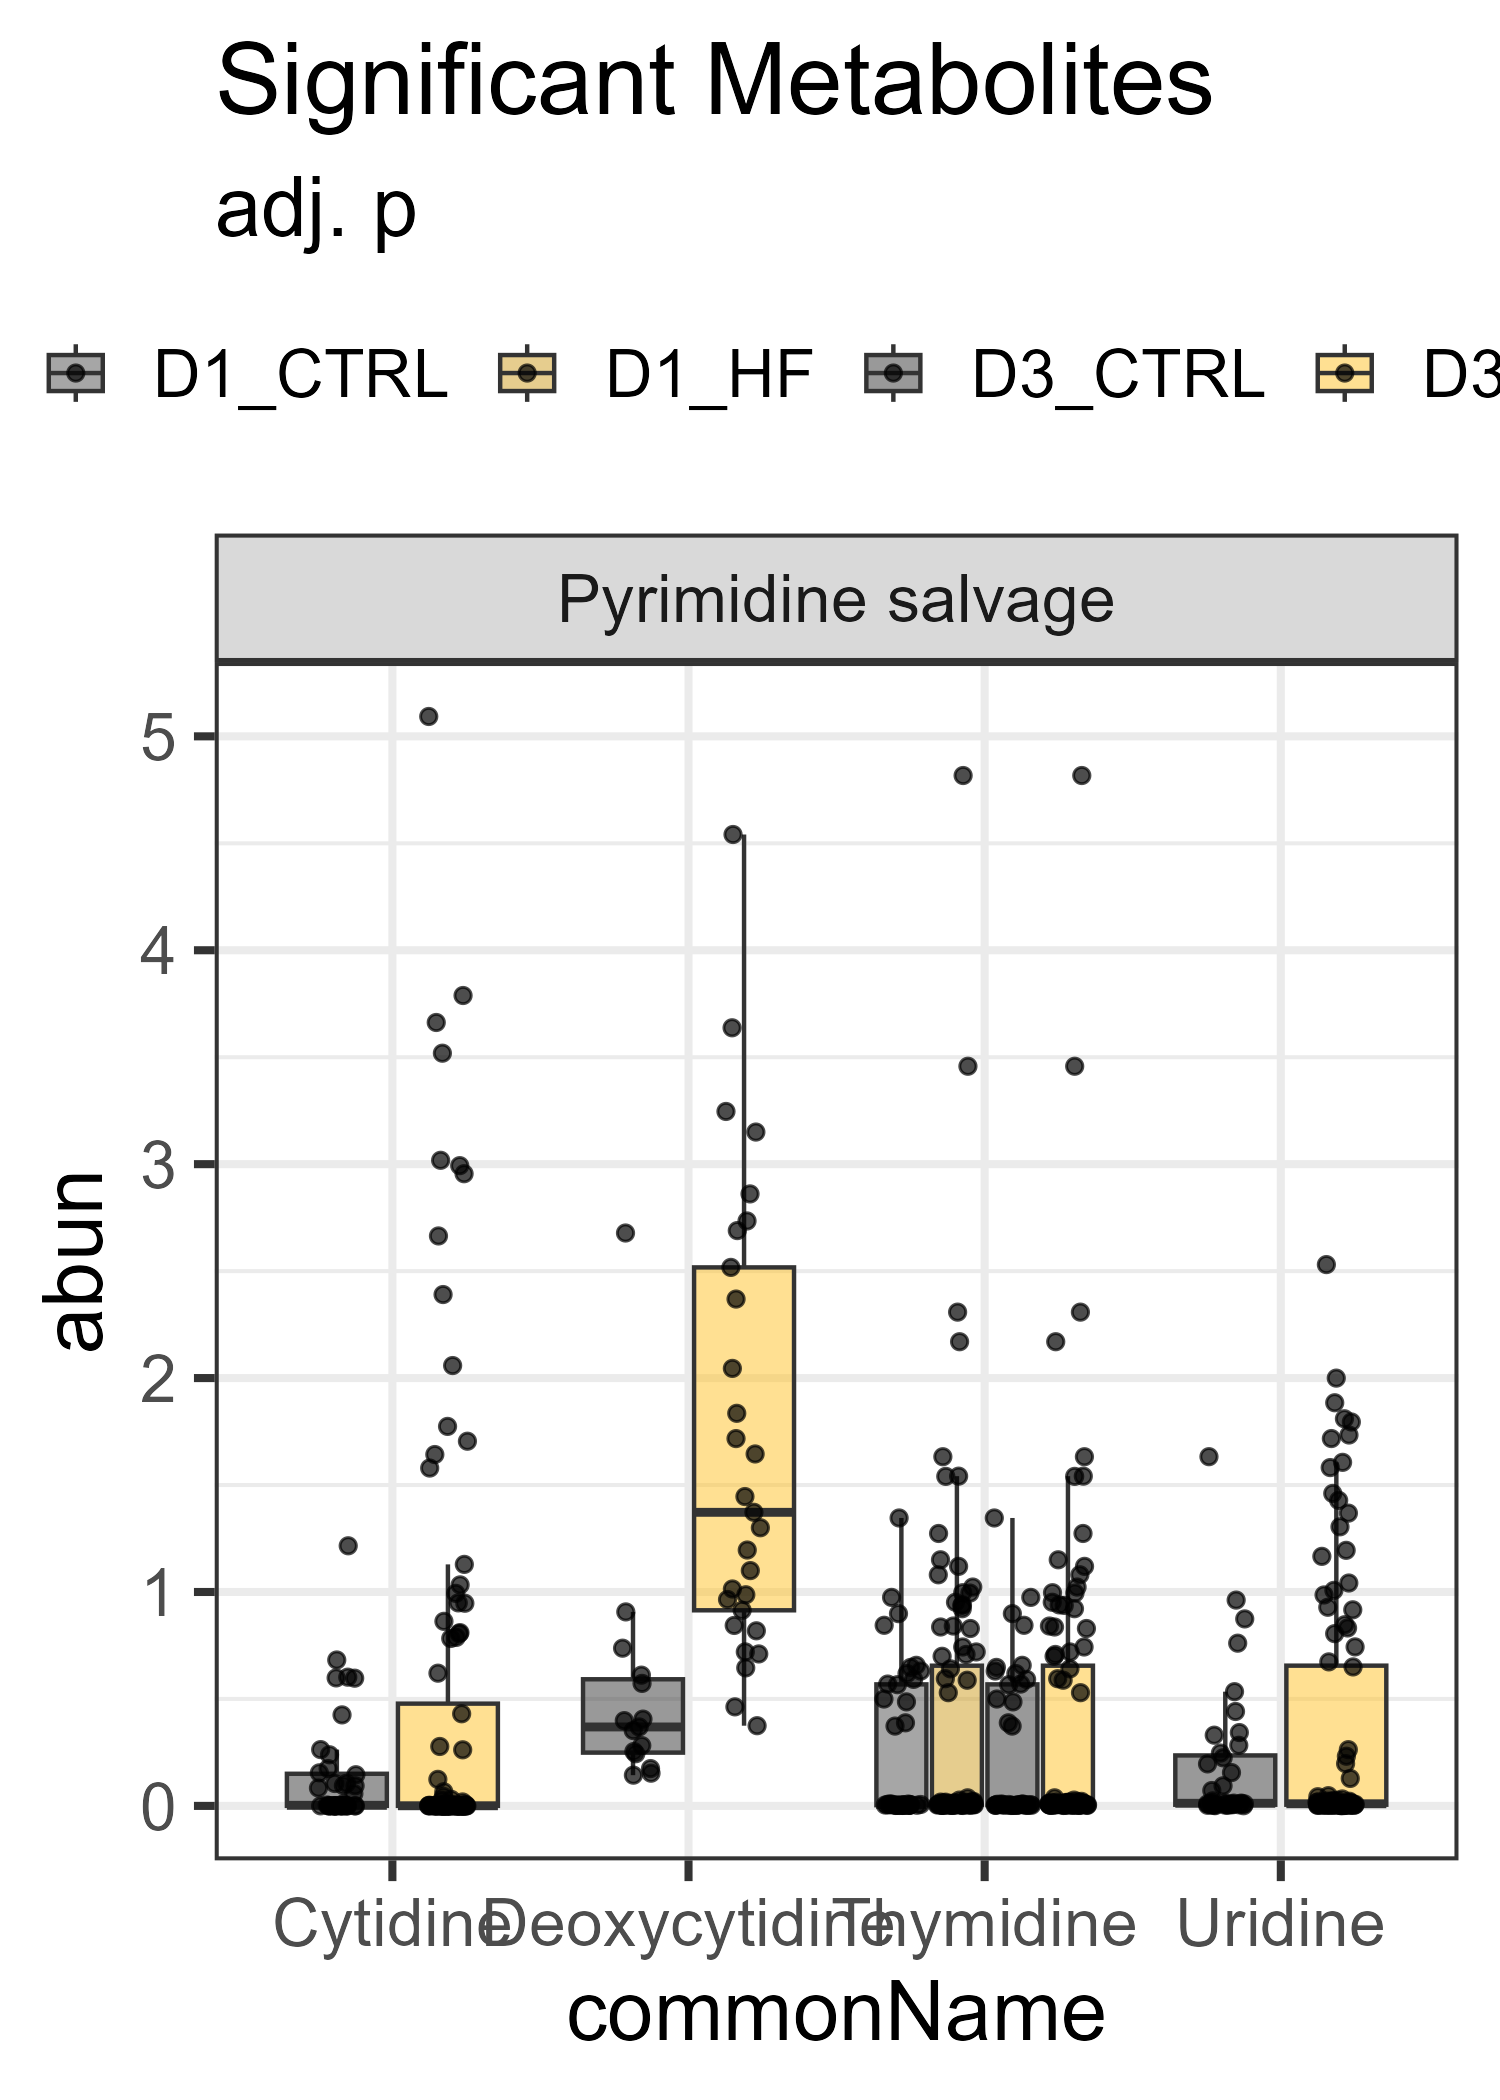 Significant Metabolites
adj. p
D1_CTRL D1_HF D3_CTRL D3
Pyrimidine salvage
5
4
3
2
1
0
abun
Cytidine Deoxycytidine Thymidine Uridine
commonName